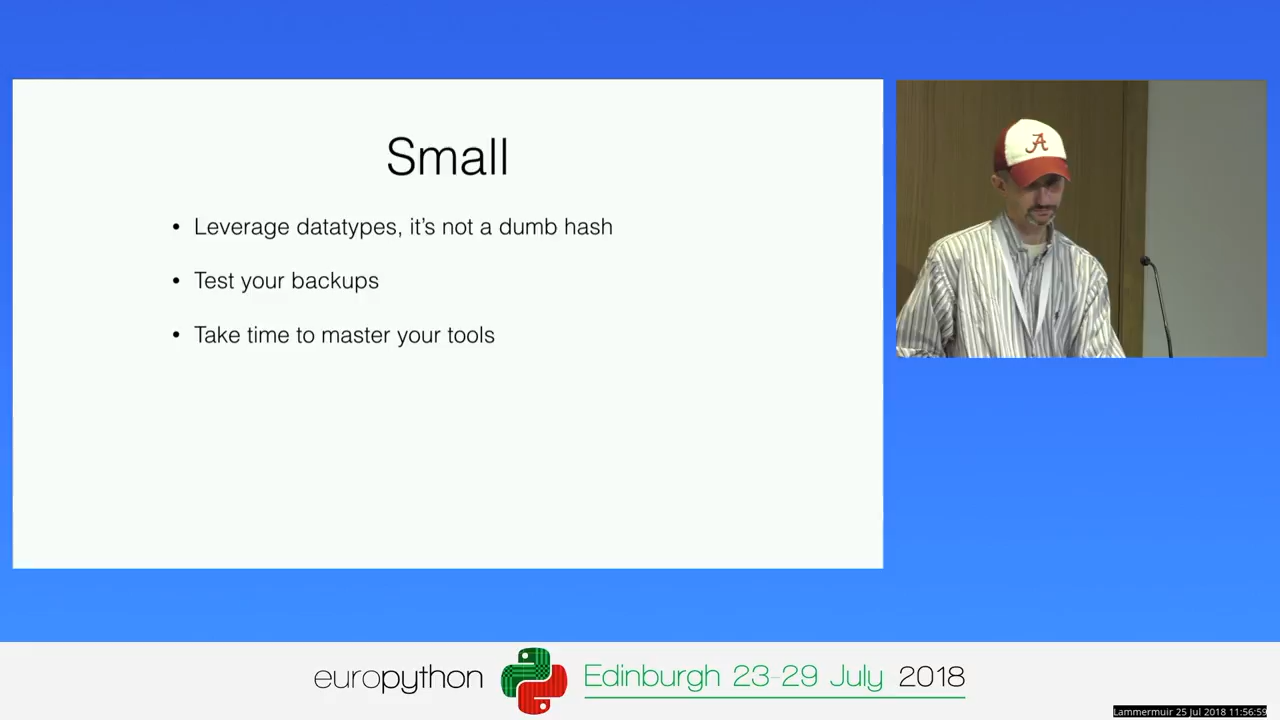 Small
• Leverage datatypes, it's not a dumb hash
• Test your backups
• Take time to master your tools
A
europython Edinburgh 23-29 July 2018
Lammermuir 25 Jul 2018 11:56:59